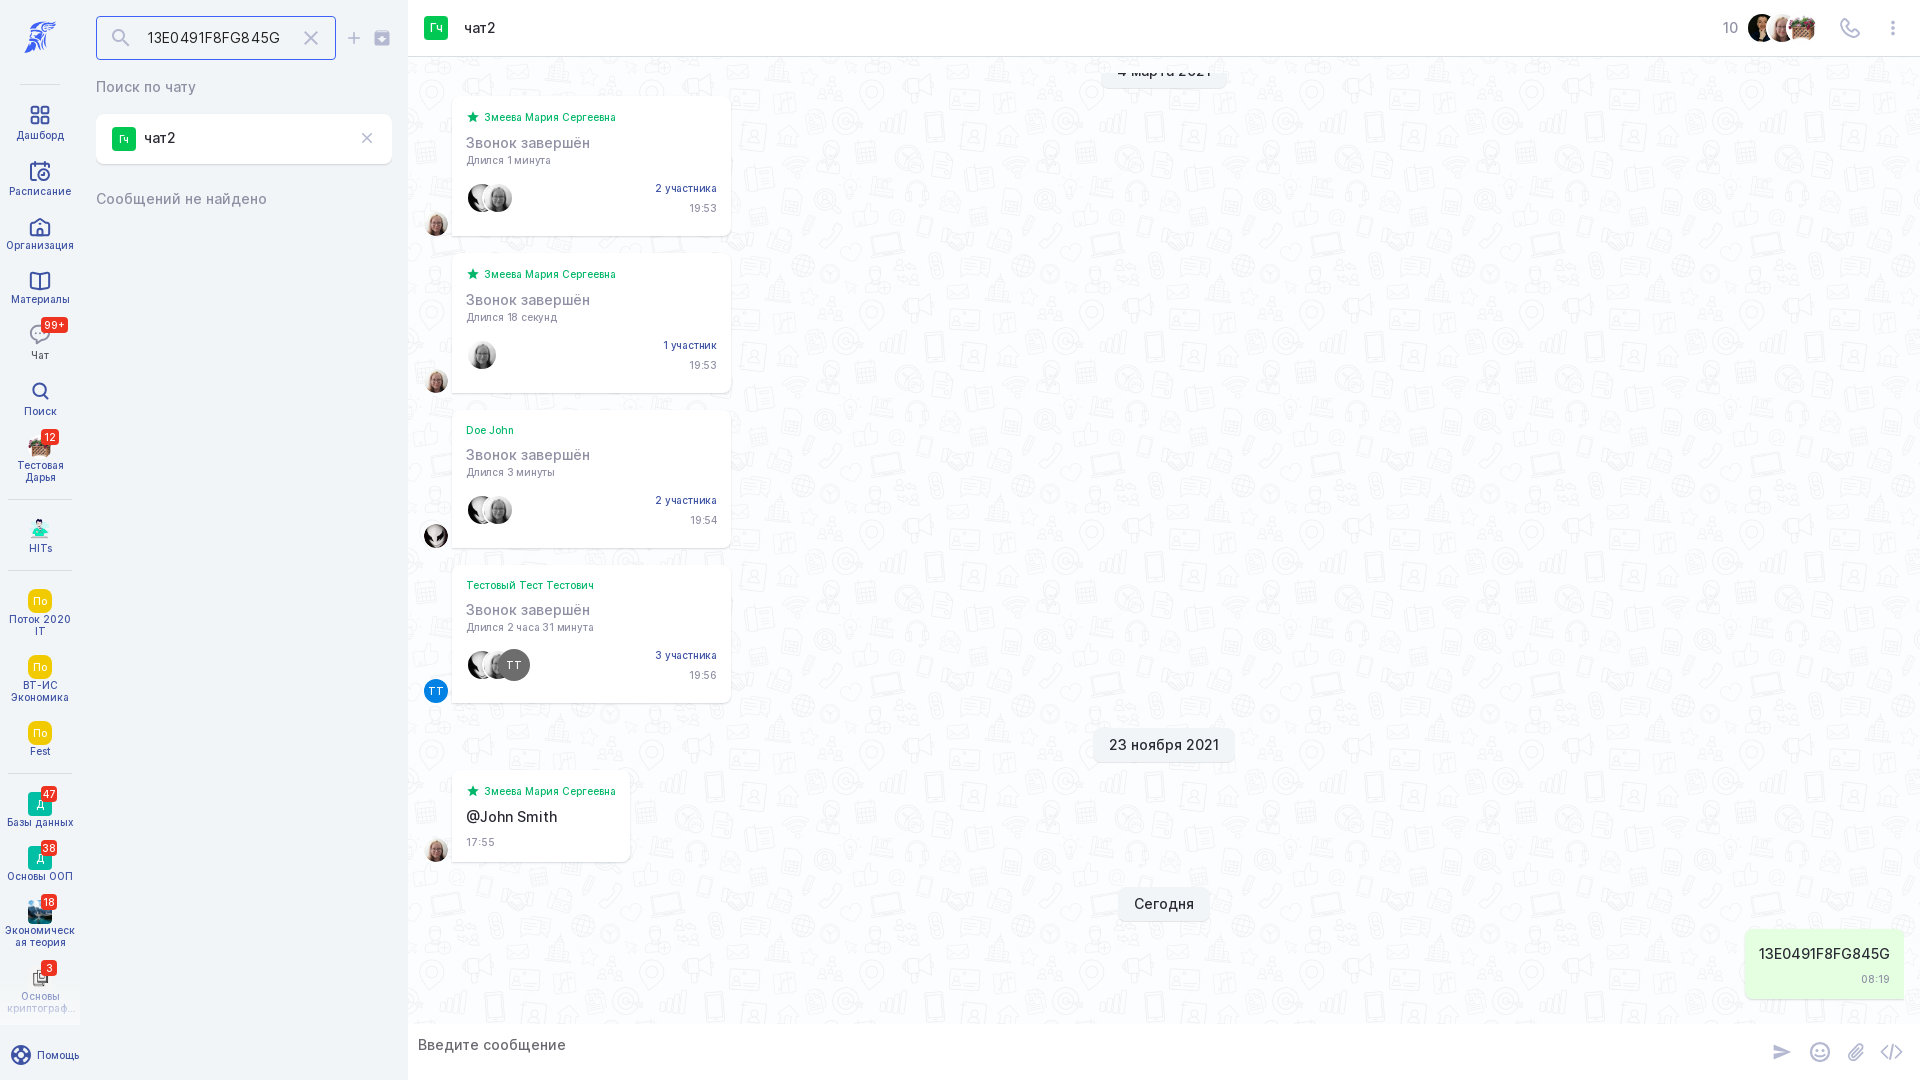 13E0491F8FG845G
Поиск по чату
Гч
чат2
Сообщений не найдено
Дашборд
Расписание
Организация
Материалы
99+
Чат
Поиск
12
Тестовая
Дарья
HITs
По
Поток 2020
IT
По
ВТ-ИС
Экономика
По
Fest
47
Д
Базы данных
38
Д
Основы ООП
18
Экономическ
ая теория
3
Основы
криптограф...
Помощь
Гч
чат2
10
4 марта 2021
Змеева Мария Сергеевна
Звонок завершён
Длился 1 минута
2 участника
19:53
Змеева Мария Сергеевна
Звонок завершён
Длился 18 секунд
1 участник
19:53
Doe John
Звонок завершён
Длился 3 минуты
2 участника
19:54
Тестовый Тест Тестович
Звонок завершён
Длился 2 часа 31 минута
ТТ
3 участника
19:56
ТТ
23 ноября 2021
Змеева Мария Сергеевна
@John Smith
17:55
Сегодня
13E0491F8FG845G
08:19
Введите сообщение